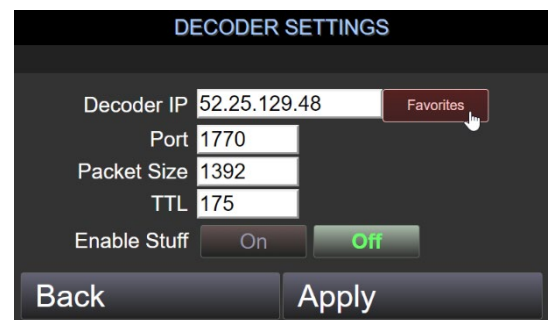 DECODER SETTINGS
Decoder IP 52.25.129.48 Favorites
Port 1770
Packet Size 1392
TTL 175
Enable Stuff On Off
Back Apply